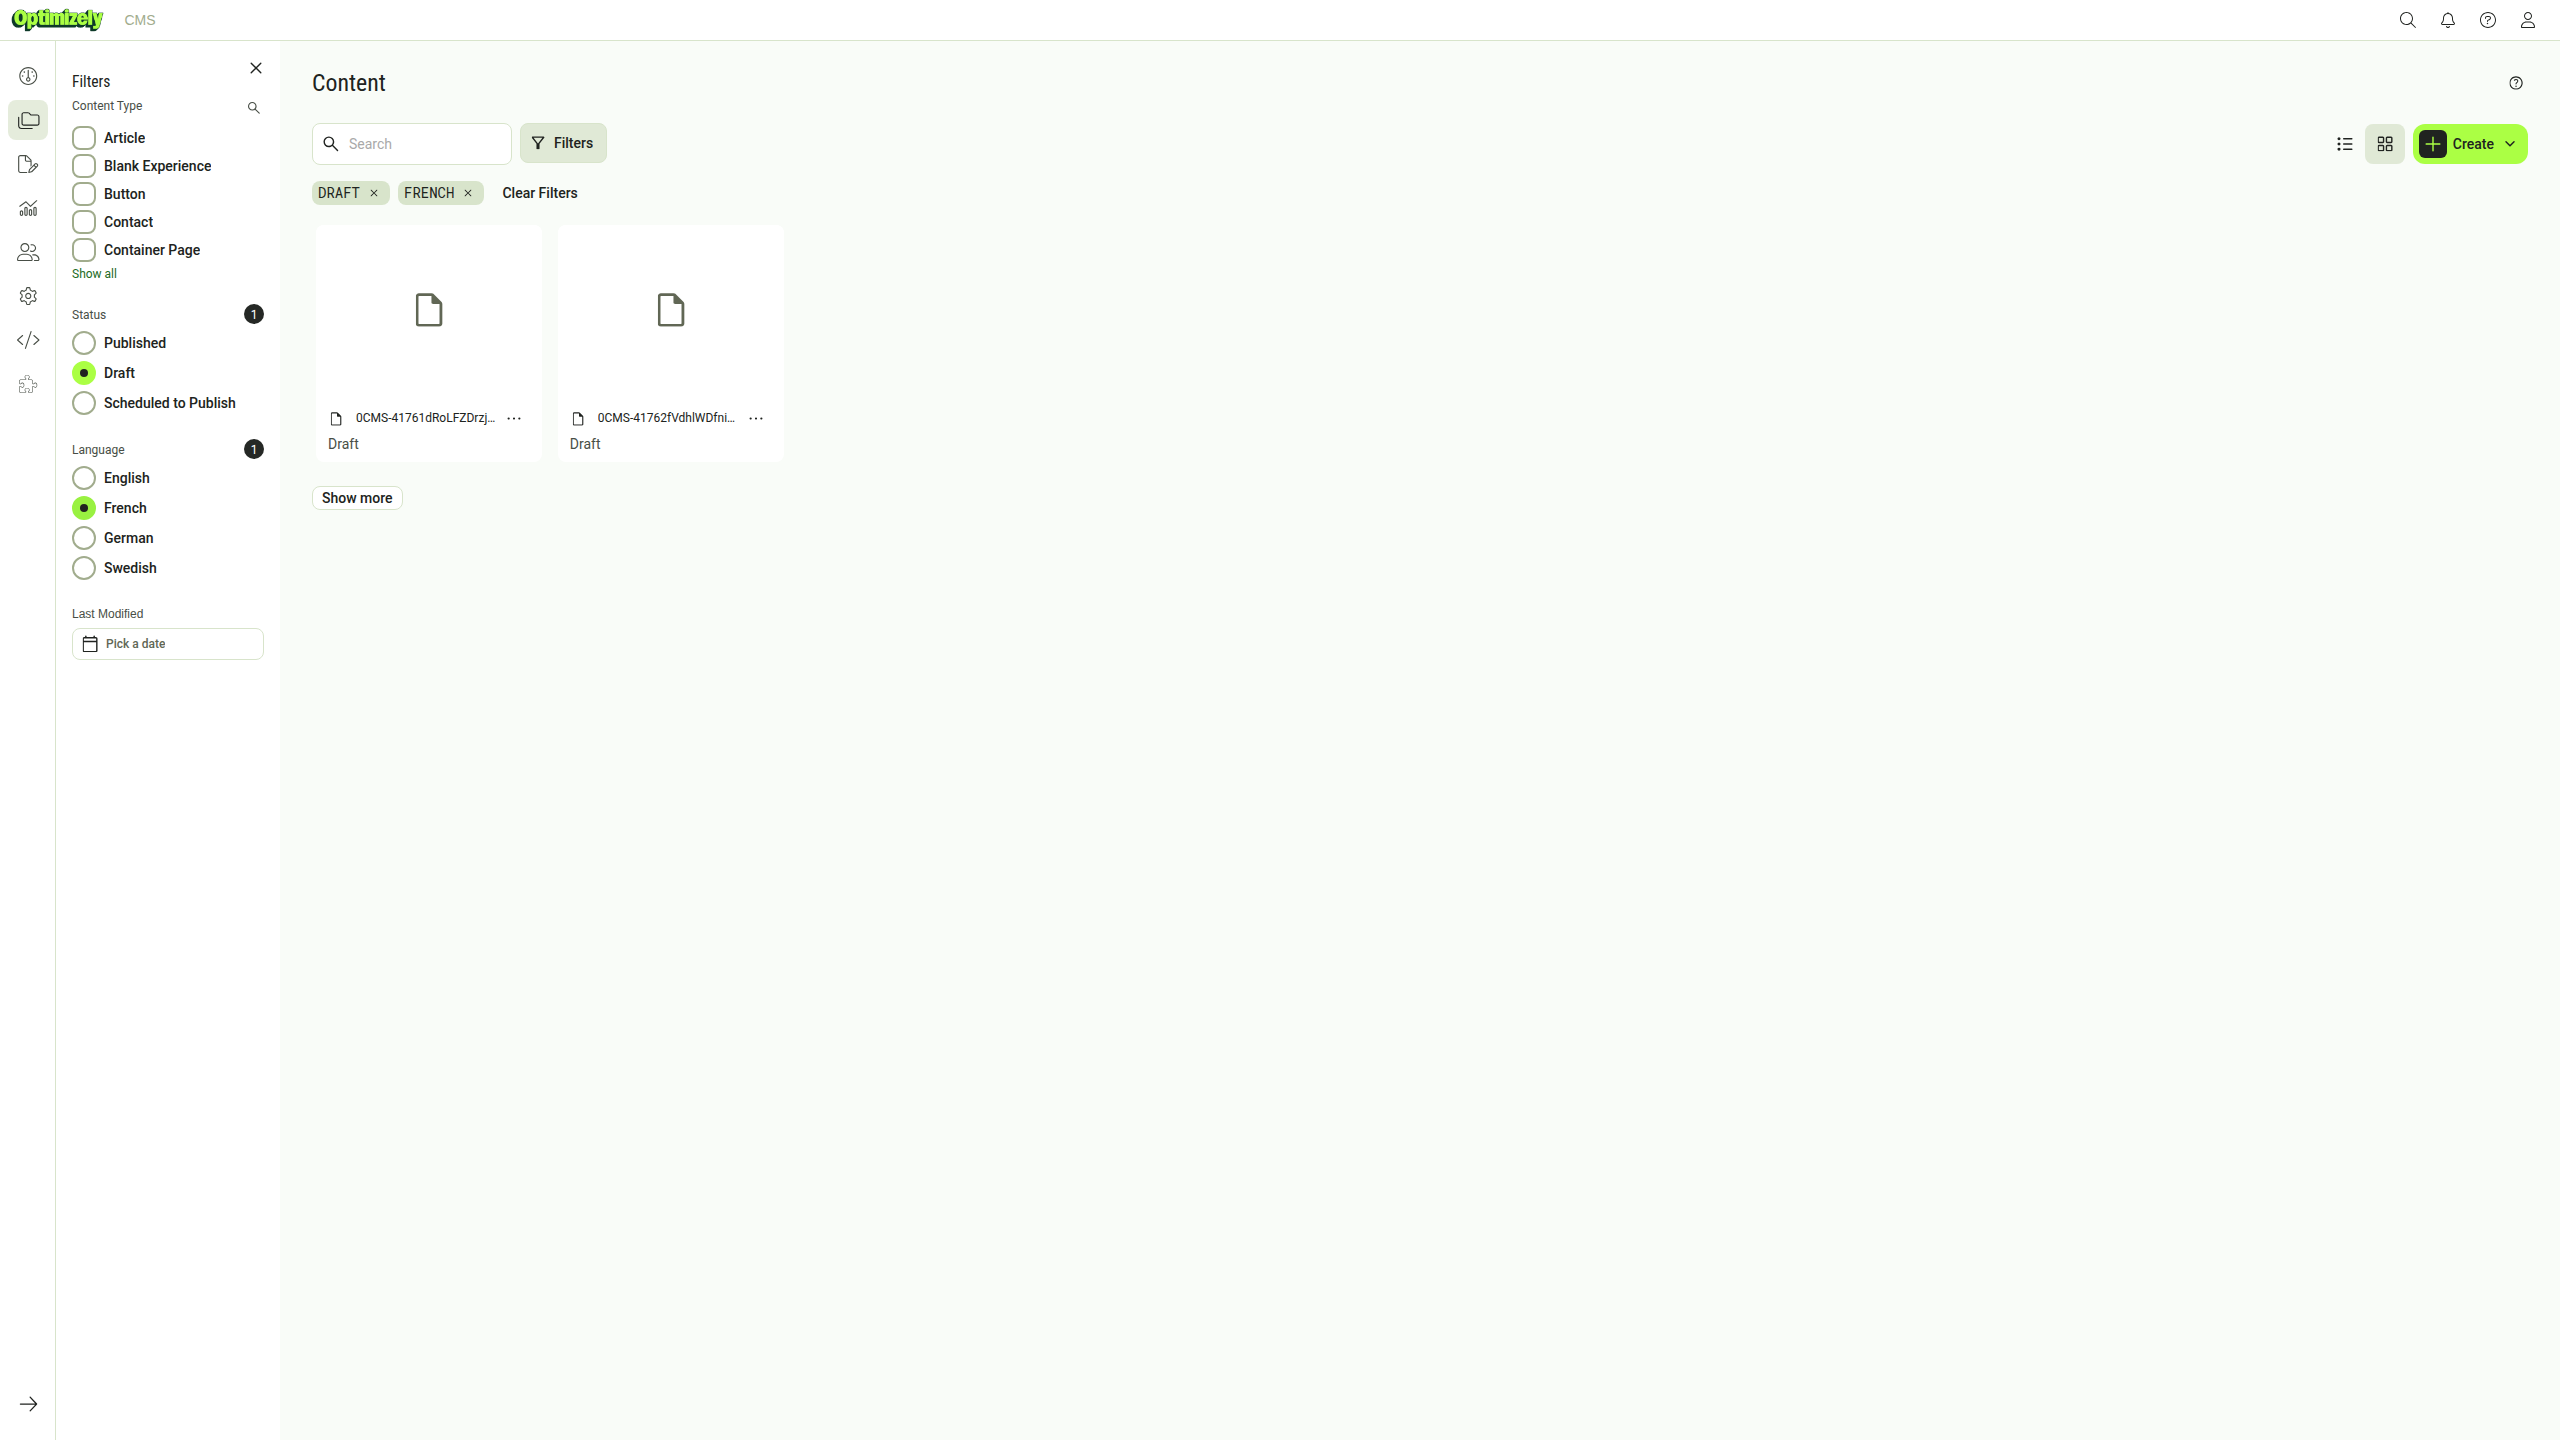 Optimizely
CMS
Filters
Content Type
Article
Blank Experience
Button
Contact
Container Page
Show all
Status 1
Published
Draft
Scheduled to Publish
Language 1
English
French
German
Swedish
Last Modified
Pick a date
Content
Search
Filters
Create
DRAFT
FRENCH
Clear Filters
0CMS-41761dRoLFZDrzj...
Draft
0CMS-41762fVdhlWDfni...
Draft
Show more